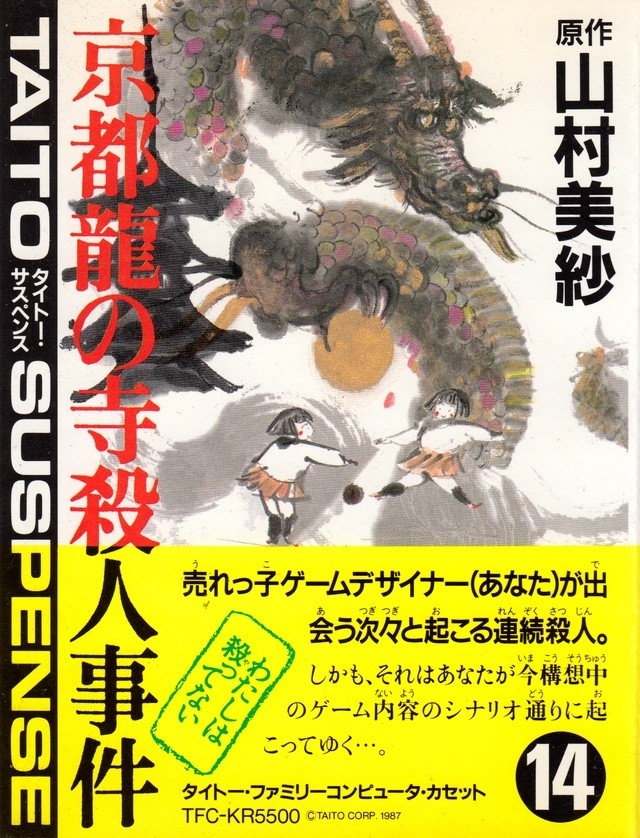 TAITO SUSPENSE
タイトー・
サスペンス
京都龍の寺殺人事件
原作
山村美紗
売れっ子ゲームデザイナー(あなた)が出
会う次々と起こる連続殺人。
しかも、それはあなたが今構想中
のゲーム内容のシナリオ通りに起
こってゆく…。
わたしは
殺ってない
14
タイトー・ファミリーコンピュータ・カセット
TFC-KR5500 ©TAITO CORP. 1987